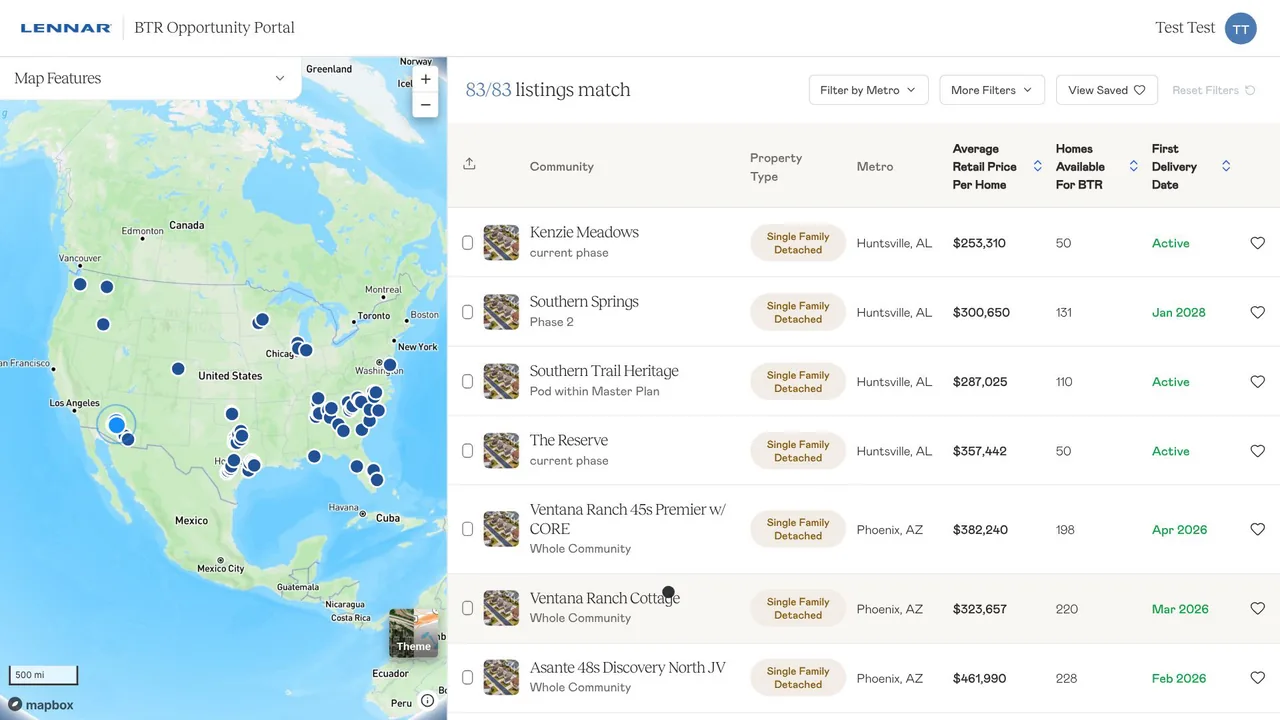 LENNAR
BTR Opportunity Portal
Test Test
TT
Map Features
83/83 listings match
Filter by Metro
More Filters
View Saved
Reset Filters
Community
Property
Type
Metro
Average
Retail Price
Per Home
Homes
Available
For BTR
First
Delivery
Date
Kenzie Meadows
current phase
Single Family
Detached
Huntsville, AL
$253,310
50
Active
Southern Springs
Phase 2
Single Family
Detached
Huntsville, AL
$300,650
131
Jan 2028
Southern Trail Heritage
Pod within Master Plan
Single Family
Detached
Huntsville, AL
$287,025
110
Active
The Reserve
current phase
Single Family
Detached
Huntsville, AL
$357,442
50
Active
Ventana Ranch 45s Premier w/
CORE
Whole Community
Single Family
Detached
Phoenix, AZ
$382,240
198
Apr 2026
Ventana Ranch Cottage
Whole Community
Single Family
Detached
Phoenix, AZ
$323,657
220
Mar 2026
Asante 48s Discovery North JV
Whole Community
Single Family
Detached
Phoenix, AZ
$461,990
228
Feb 2026
Greenland
Norway
Canada
Edmonton
Vancouver
Montreal
Toronto
Boston
Chicag
New York
an Francisco
United States
Washing
Los Angeles
Ho
Mexico
Havana
Cuba
Mexico City
Guatemala
Nicaragua
Costa Rica
Theme
Ecuador
Peru
500 mi
mapbox